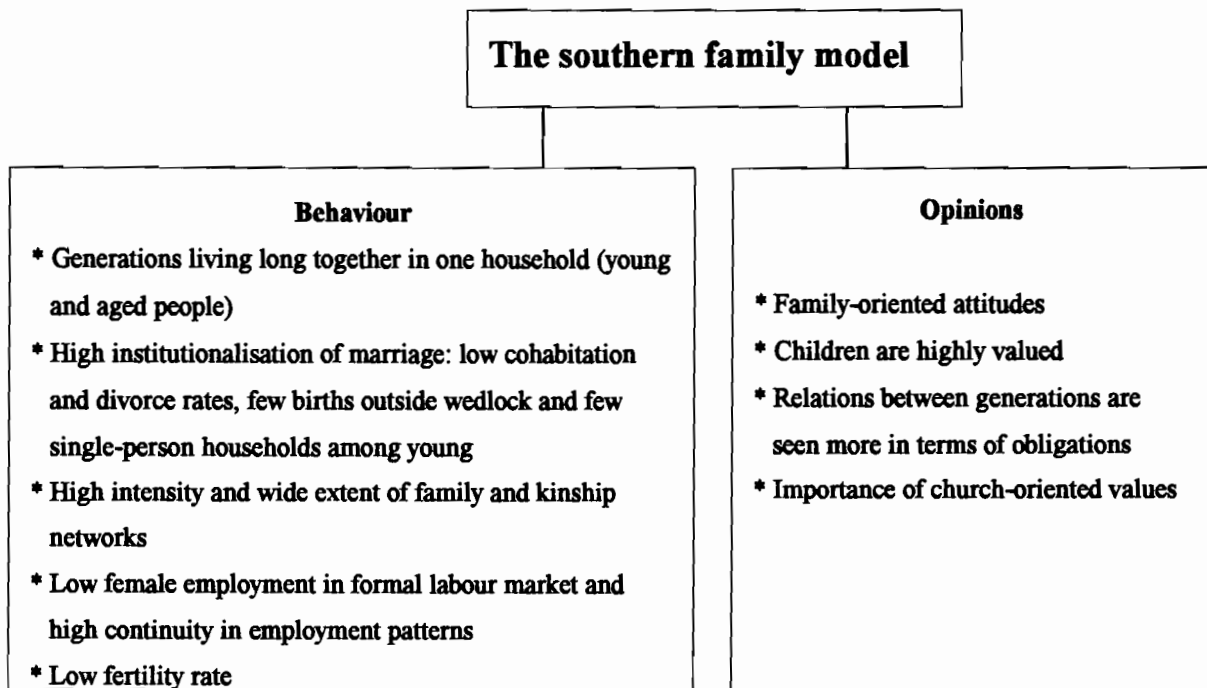 The southern family model
Behaviour
* Generations living long together in one household (young
and aged people)
* High institutionalisation of marriage: low cohabitation
and divorce rates, few births outside wedlock and few
single-person households among young
* High intensity and wide extent of family and kinship
networks
* Low female employment in formal labour market and
high continuity in employment patterns
* Low fertility rate
Opinions
* Family-oriented attitudes
* Children are highly valued
* Relations between generations are
seen more in terms of obligations
* Importance of church-oriented values